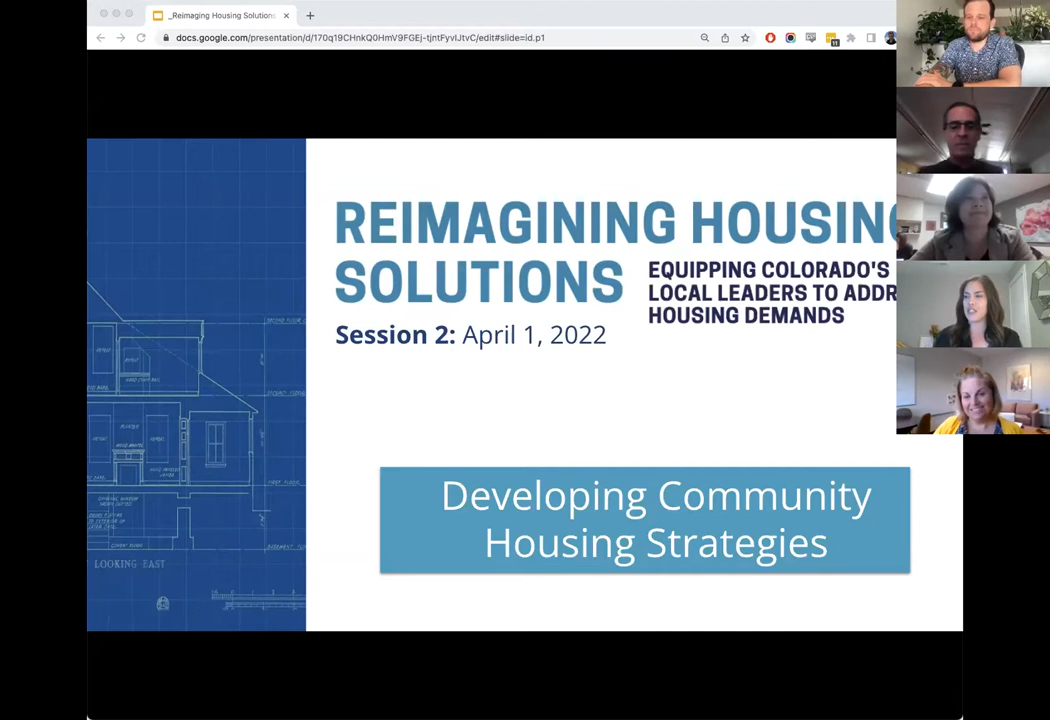 _Reimaging Housing Solutions
docs.google.com/presentation/d/170q19CHnkQ0HmV9FGEj-tjntFyvIJtvC/edit#slide=id.p1
REIMAGINING HOUSING
SOLUTIONS
EQUIPPING COLORADO'S
LOCAL LEADERS TO ADDR
HOUSING DEMANDS
Session 2: April 1, 2022
Developing Community
Housing Strategies
LOOKING EAST